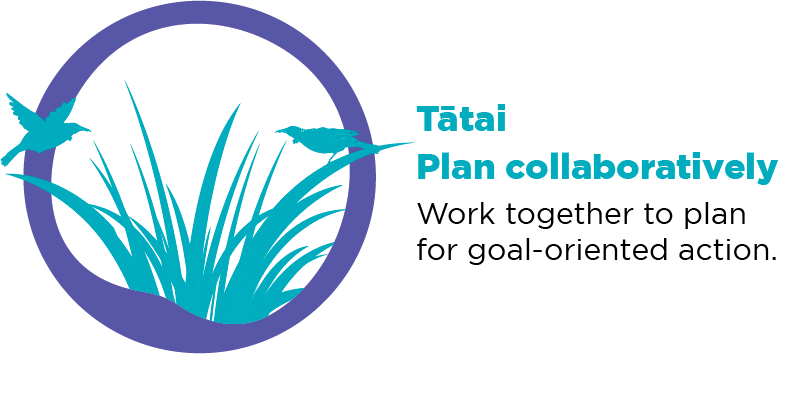 Tātai
Plan collaboratively
Work together to plan
for goal-oriented action.